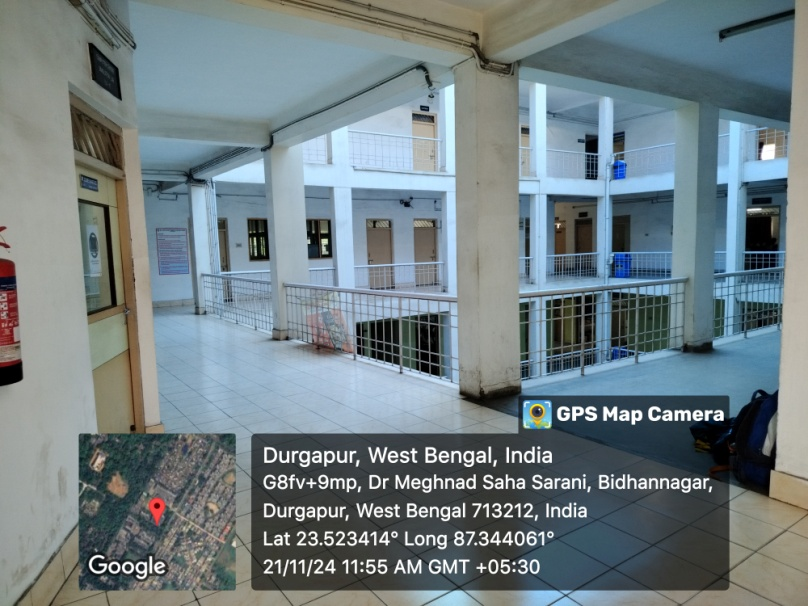 GPS Map Camera
Durgapur, West Bengal, India
G8fv+9mp, Dr Meghnad Saha Sarani, Bidhannagar,
Durgapur, West Bengal 713212, India
Lat 23.523414° Long 87.344061°
21/11/24 11:55 AM GMT +05:30
Google